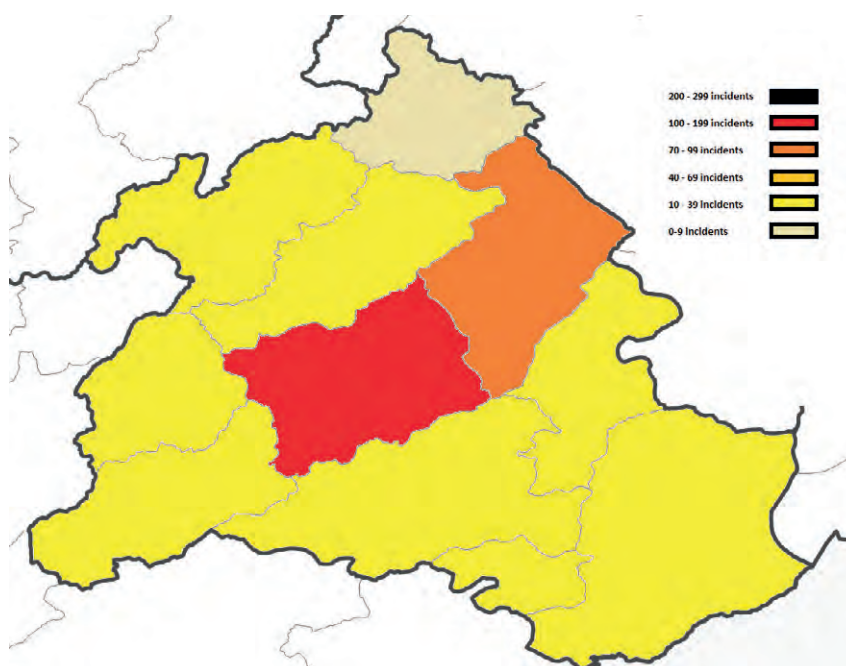 200 - 299 incidents
100 - 199 incidents
70 - 99 incidents
40 - 69 incidents
10 - 39 Incidents
0-9 Incidents